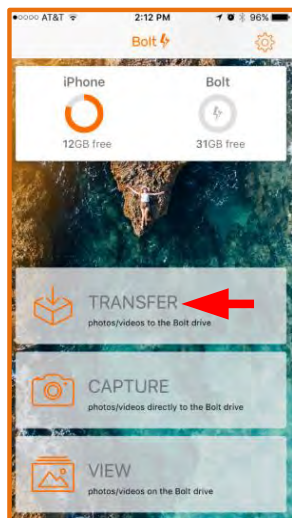 AT&T 2:12 PM 96%
Bolt
iPhone Bolt
12GB free 31GB free
TRANSFER
photos/videos to the Bolt drive
CAPTURE
photos/videos directly to the Bolt drive
VIEW
photos/videos on the Bolt drive